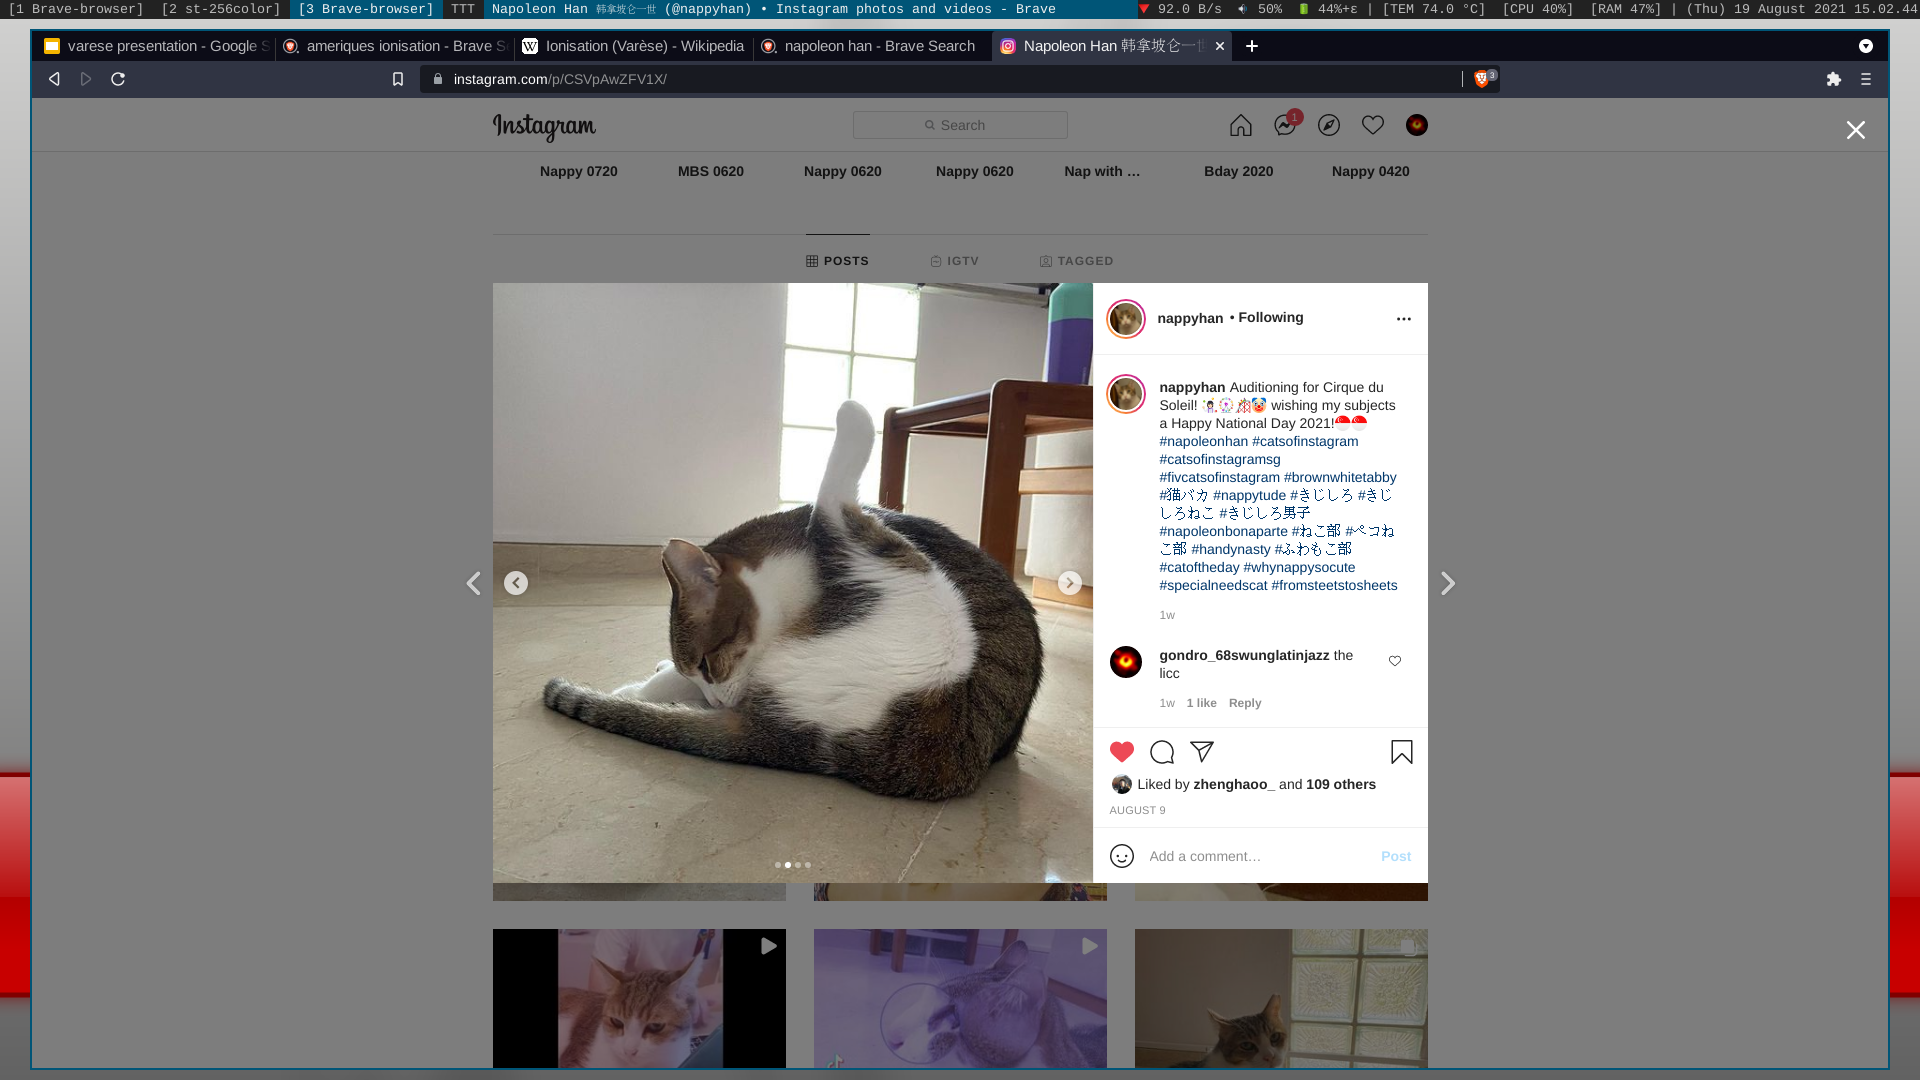 [1 Brave-browser] [2 st-256color] [3 Brave-browser] TTT Napoleon Han 韩拿坡仑一世 (@nappyhan) • Instagram photos and videos - Brave 92.0 B/s 50% 44%+ε | [TEM 74.0 °C] [CPU 40%] [RAM 47%] | (Thu) 19 August 2021 15.02.44
varese presentation - Google S
ameriques ionisation - Brave S
Ionisation (Varèse) - Wikipedia
napoleon han - Brave Search
Napoleon Han 韩拿坡仑一世
instagram.com/p/CSVpAwZFV1X/
3
Instagram
Search
1
Nappy 0720 MBS 0620 Nappy 0620 Nappy 0620 Nap with … Bday 2020 Nappy 0420
POSTS IGTV TAGGED
nappyhan • Following
nappyhan Auditioning for Cirque du
Soleil! 🤹🏻‍♀️🎡🎪🤡 wishing my subjects
a Happy National Day 2021!🇸🇬🇸🇬
#napoleonhan #catsofinstagram
#catsofinstagramsg
#fivcatsofinstagram #brownwhitetabby
#猫バカ #nappytude #きじしろ #きじ
しろねこ #きじしろ男子
#napoleonbonaparte #ねこ部 #ペコね
こ部 #handynasty #ふわもこ部
#catoftheday #whynappysocute
#specialneedscat #fromsteetstosheets
1w
gondro_68swunglatinjazz the
licc
1w 1 like Reply
Liked by zhenghaoo_ and 109 others
AUGUST 9
Add a comment… Post